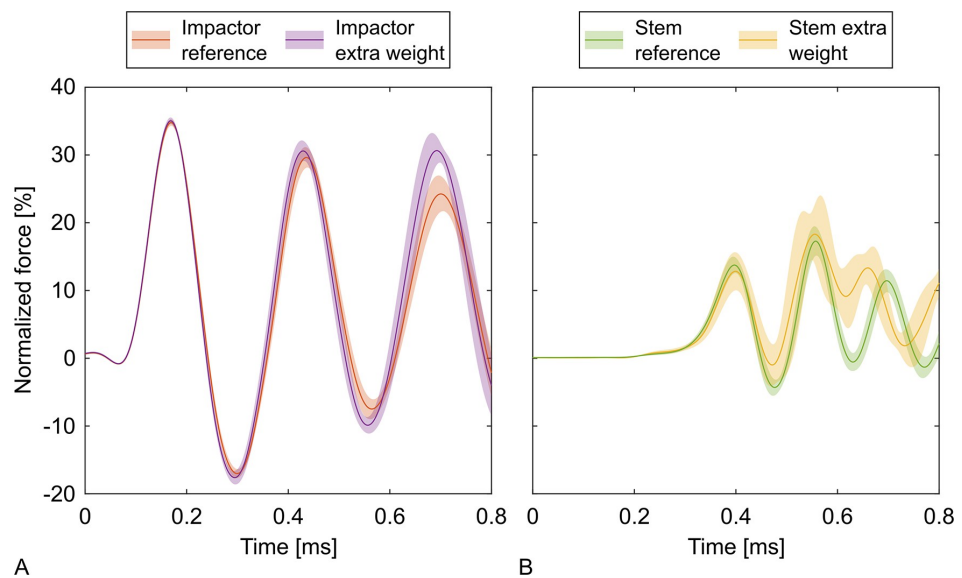 Impactor
reference
Impactor
extra weight
Stem
reference
Stem extra
weight
Normalized force [%]
40
30
20
10
0
-10
-20
0
0.2
0.4
0.6
0.8
Time [ms]
0
0.2
0.4
0.6
0.8
Time [ms]
A
B